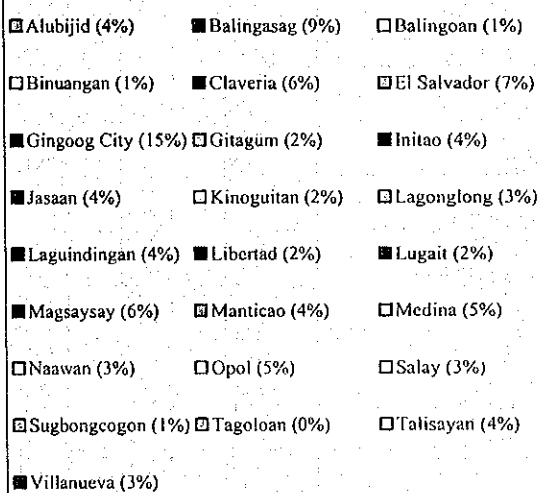 Alubijid (4%) Balingasag (9%) Balingoan (1%)
Binuangan (1%) Claveria (6%) El Salvador (7%)
Gingoog City (15%) Gitagum (2%) Initao (4%)
Jasaan (4%) Kinoguitan (2%) Lagonglong (3%)
Laguindingan (4%) Libertad (2%) Lugait (2%)
Magsaysay (6%) Manticao (4%) Medina (5%)
Naawan (3%) Opol (5%) Salay (3%)
Sugbongcogon (1%) Tagoloan (0%) Talisayan (4%)
Villanueva (3%)